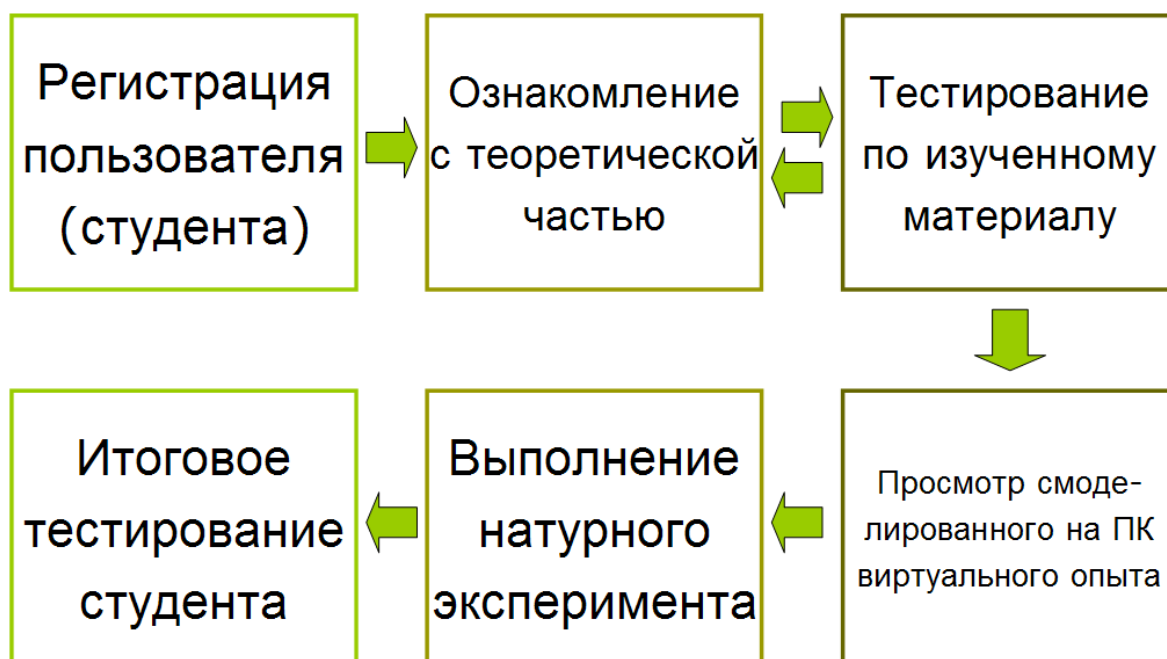 Регистрация
пользователя
(студента)
Ознакомление
с теоретической
частью
Тестирование
по изученному
материалу
Итоговое
тестирование
студента
Выполнение
натурного
эксперимента
Просмотр смоде-
лированного на ПК
виртуального опыта